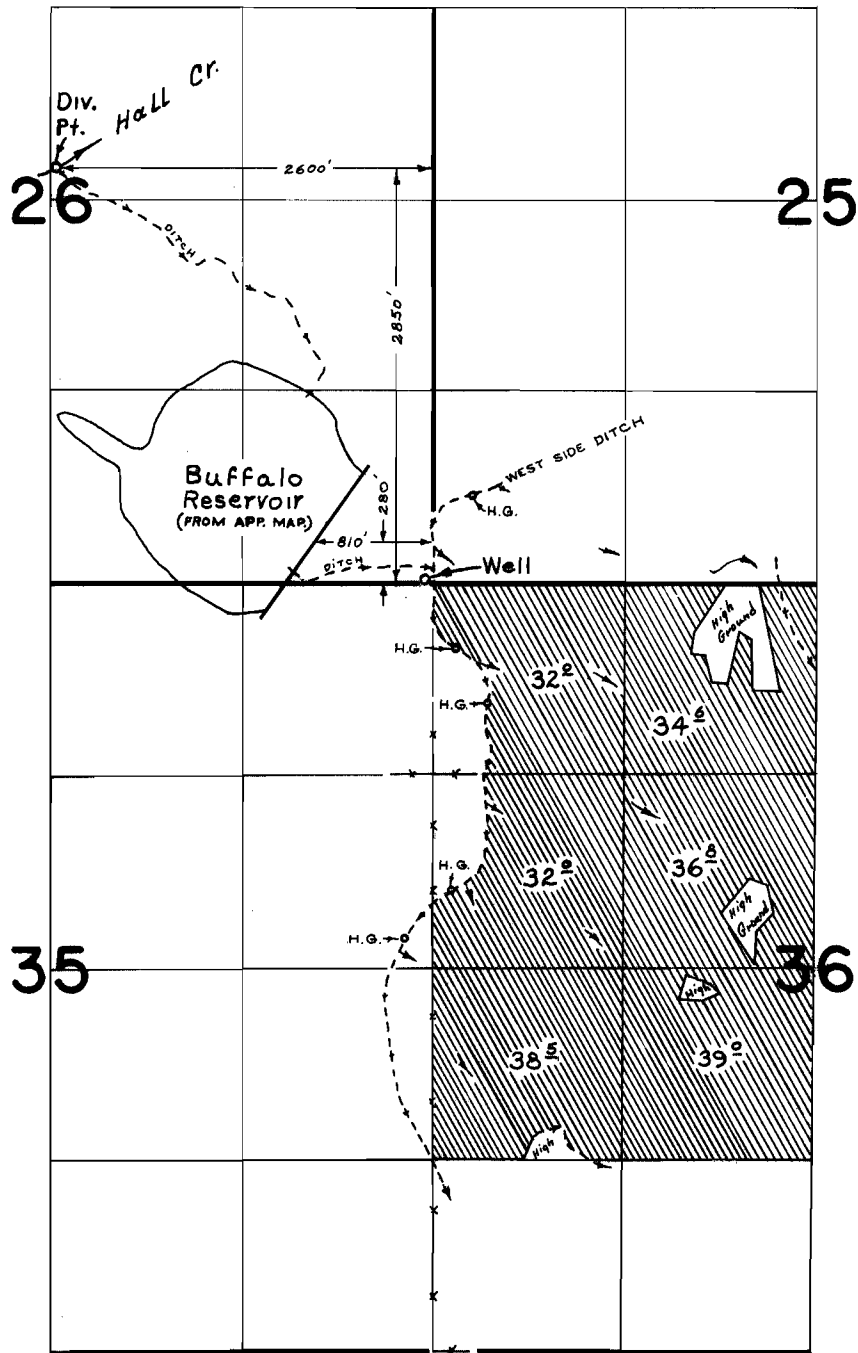 Div.
Pt.
Hall Cr.
2600'
26
25
DITCH
2850'
WEST SIDE DITCH
H.G.
Buffalo
Reservoir
(FROM APP. MAP.)
280'
810'
DITCH
Well
High
Ground
H.G.
32 0
H.G.
34 6
H.G.
32 0
36 8
High
Ground
H.G.
35
36
High
38 5
39 0
High